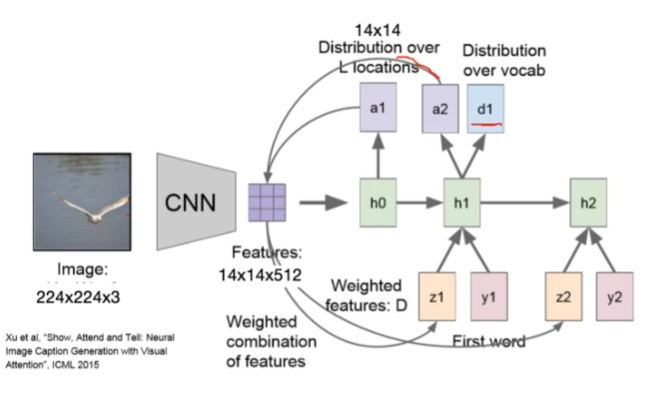 14x14
Distribution over
L locations
Distribution
over vocab
a1
a2
d1
CNN
h0
h1
h2
Image:
224x224x3
Features:
14x14x512
Weighted
features: D
z1
y1
z2
y2
Weighted
combination
of features
First word
Xu et al, "Show, Attend and Tell: Neural
Image Caption Generation with Visual
Attention", ICML 2015